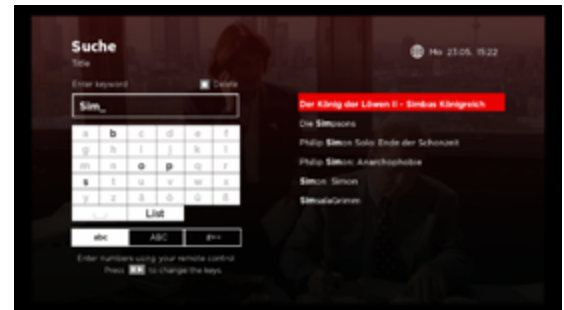 Suche
Title
Mo 23.05. 15:22
Enter keyword
Delete
Sim_
a b c d e f
g h i j k l
m n o p q r
s t u v w x
y z ä ö ü ß
List
abc ABC #++
Enter numbers using your remote control
Press to change the keys.
Der König der Löwen II - Simbas Königreich
Die Simpsons
Philip Simon Solo: Ende der Schonzeit
Philip Simon: Anarchophobie
Simon Simon
SimsalaGrimm